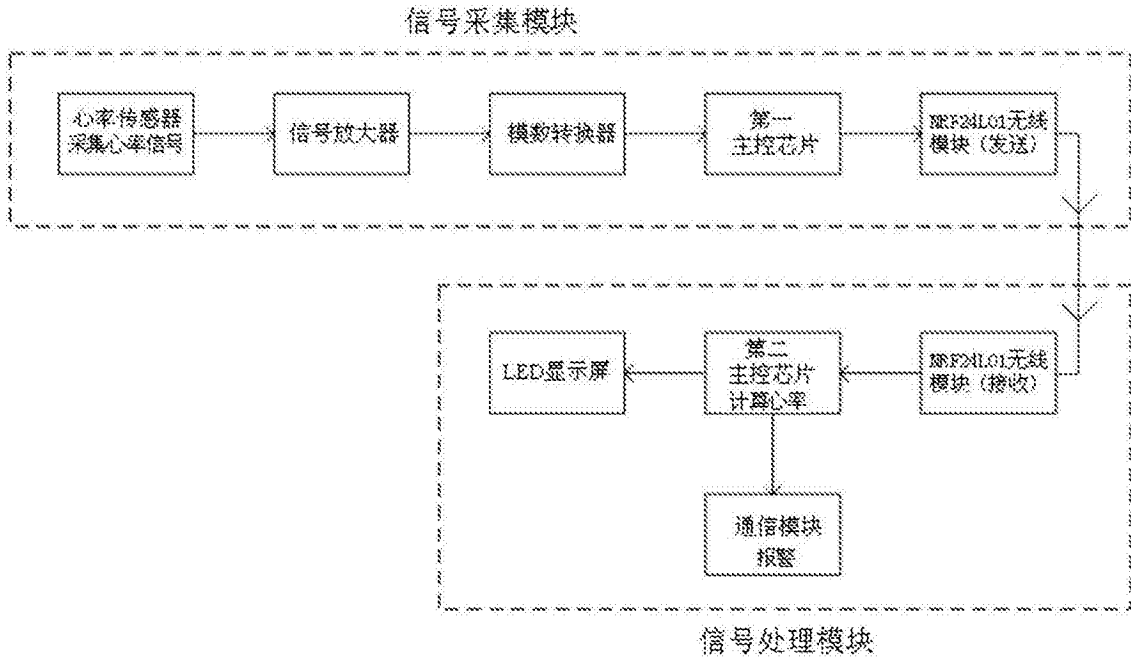 信号采集模块
心率传感器
采集心率信号
信号放大器
模数转换器
第一
主控芯片
NRF24L01无线
模块（发送）
LED显示屏
第二
主控芯片
计算心率
NRF24L01无线
模块（接收）
通信模块
报警
信号处理模块